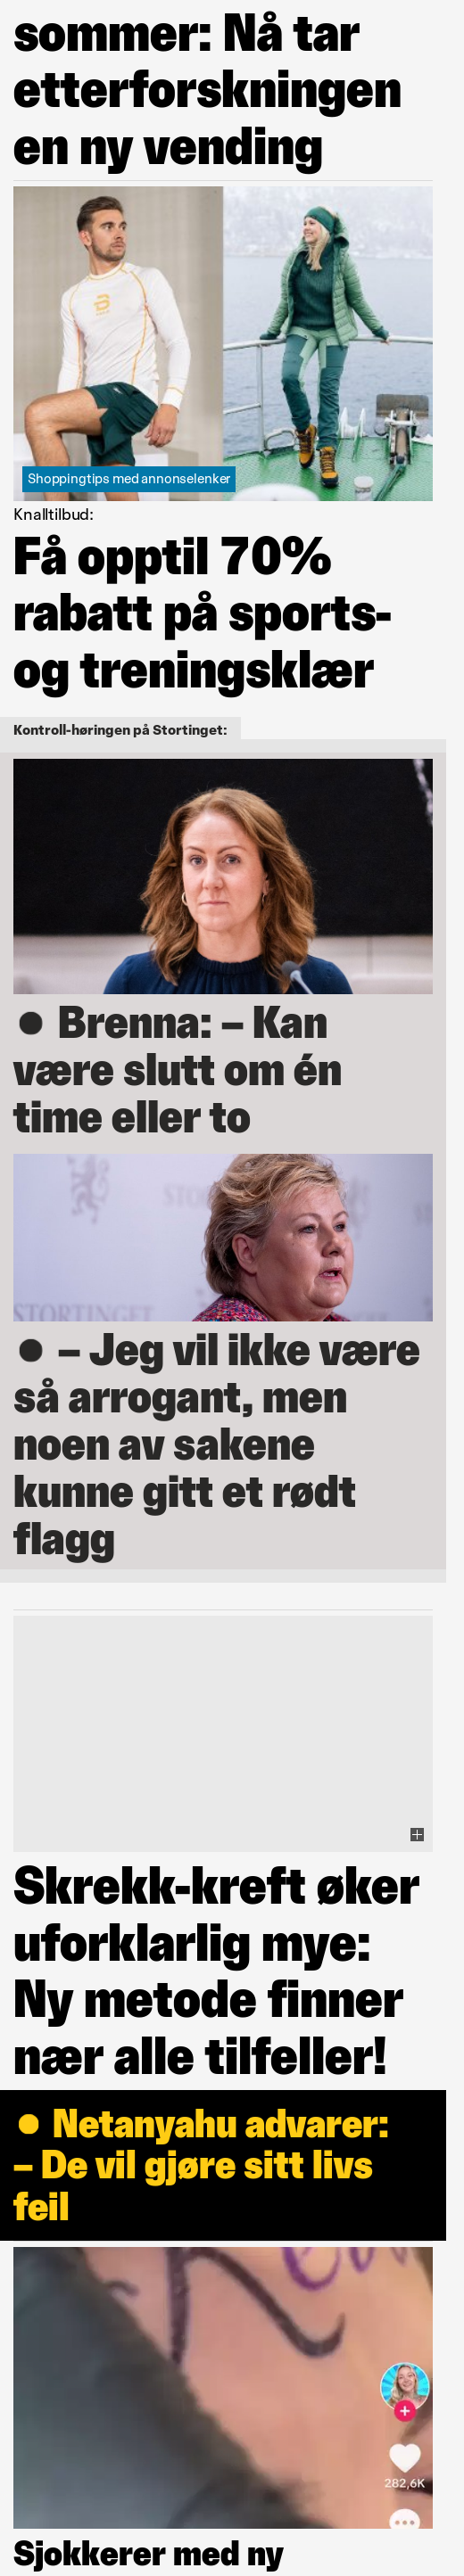 sommer: Nå tar
etterforskningen
en ny vending
Shoppingtips med annonselenker
Knalltilbud:
Få opptil 70%
rabatt på sports-
og treningsklær
Kontroll-høringen på Stortinget:
● Brenna: – Kan
være slutt om én
time eller to
STORTINGET
● – Jeg vil ikke være
så arrogant, men
noen av sakene
kunne gitt et rødt
flagg
Skrekk-kreft øker
uforklarlig mye:
Ny metode finner
nær alle tilfeller!
● Netanyahu advarer:
– De vil gjøre sitt livs
feil
282,6K
Sjokkerer med ny